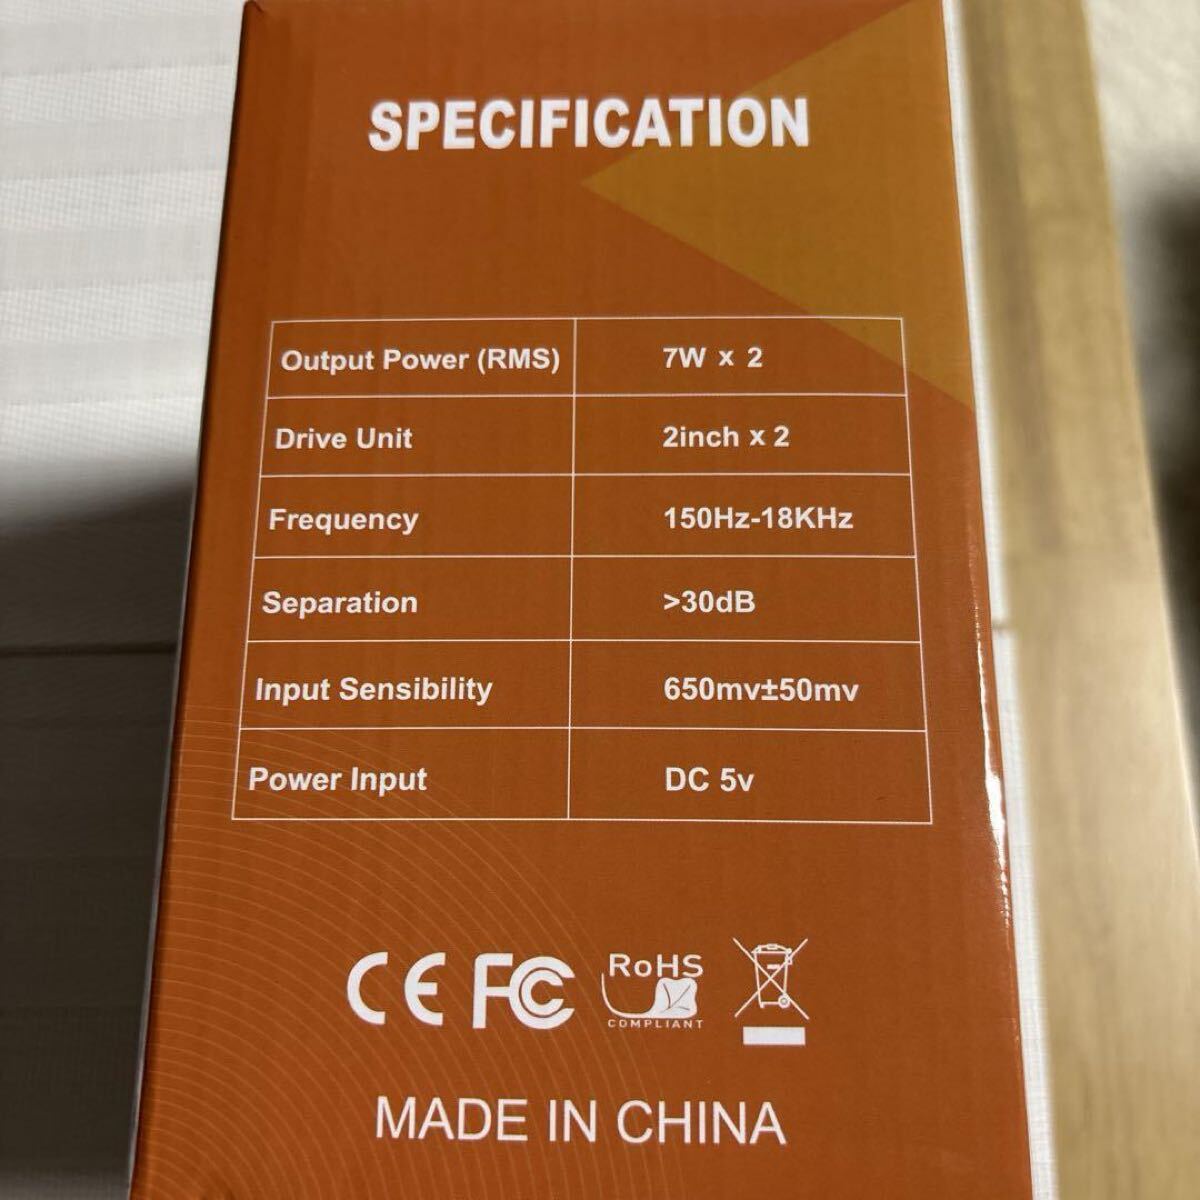 SPECIFICATION
Output Power (RMS) 7W x 2
Drive Unit 2inch x 2
Frequency 150Hz-18KHz
Separation >30dB
Input Sensibility 650mv±50mv
Power Input DC 5v
CE FC RoHS
COMPLIANT
MADE IN CHINA